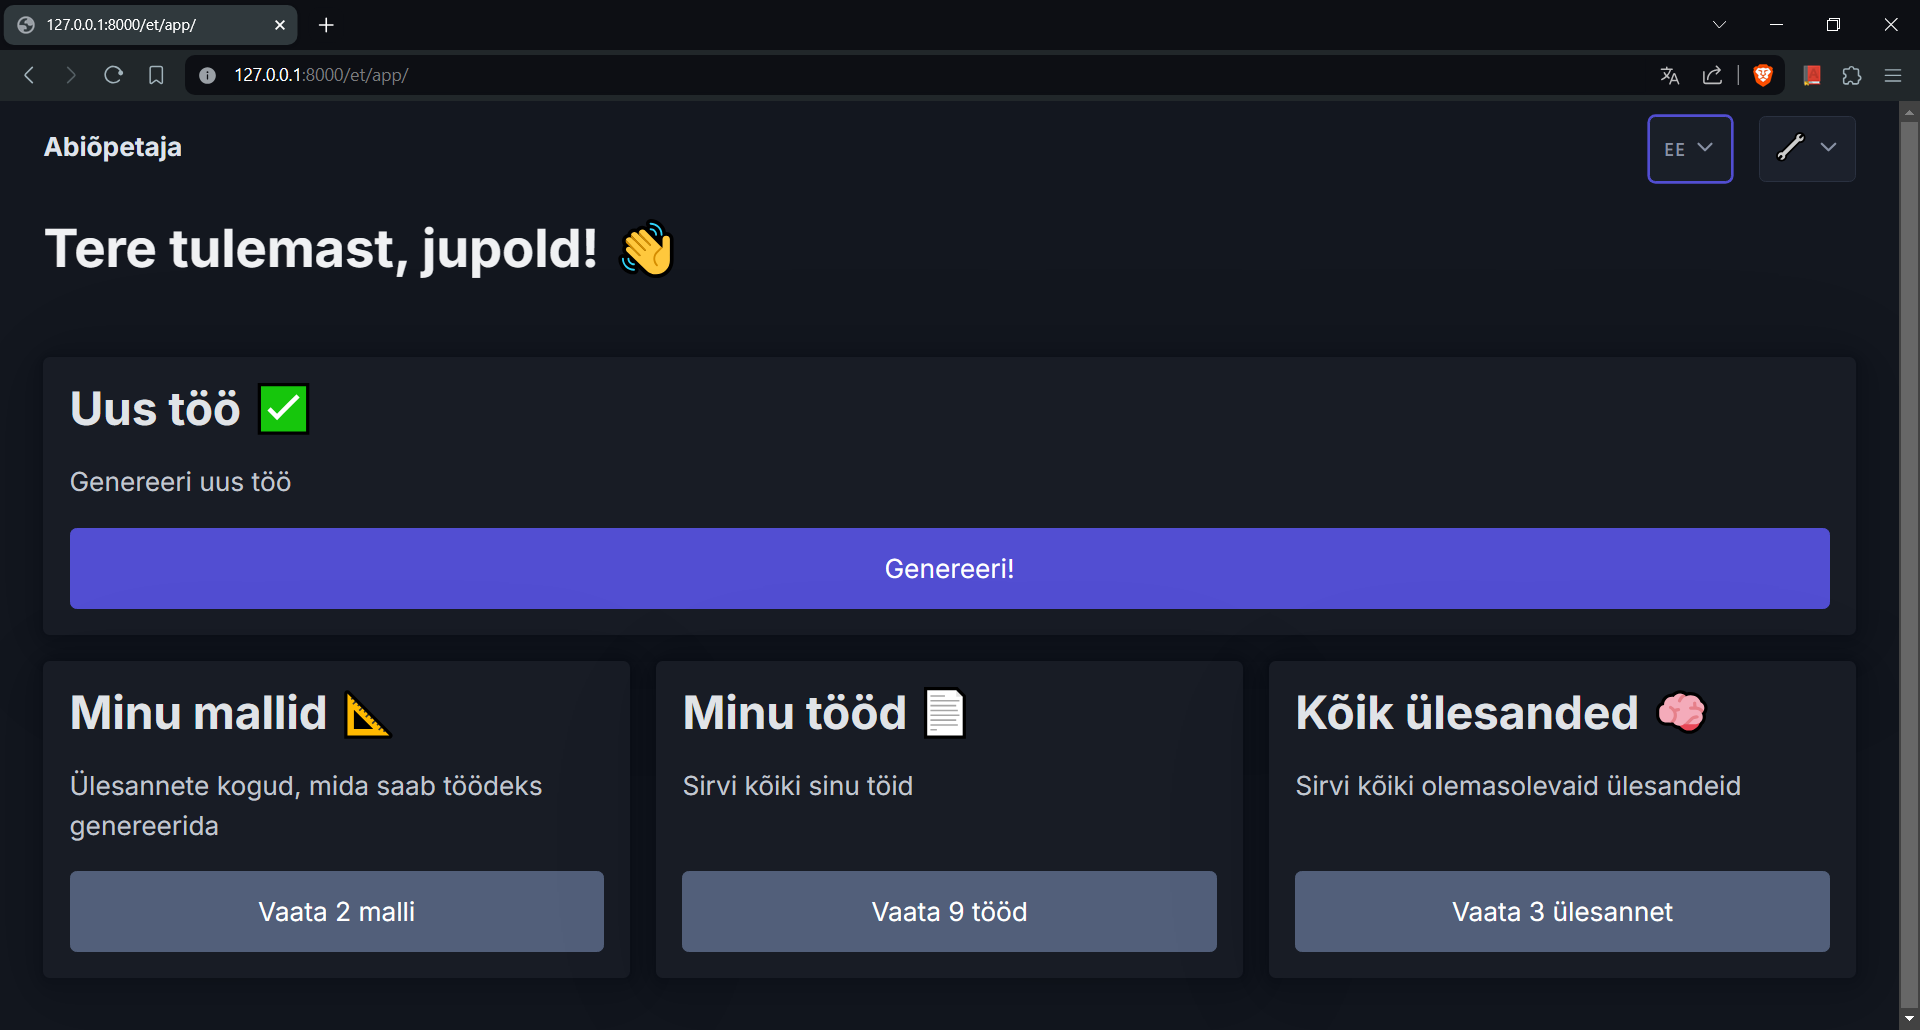 127.0.0.1:8000/et/app/
127.0.0.1:8000/et/app/
Abiõpetaja
EE
Tere tulemast, jupold! 👋
Uus töö ✅
Genereeri uus töö
Genereeri!
Minu mallid 📐
Ülesannete kogud, mida saab töödeks
genereerida
Vaata 2 malli
Minu tööd 📄
Sirvi kõiki sinu töid
Vaata 9 tööd
Kõik ülesanded 🧠
Sirvi kõiki olemasolevaid ülesandeid
Vaata 3 ülesannet